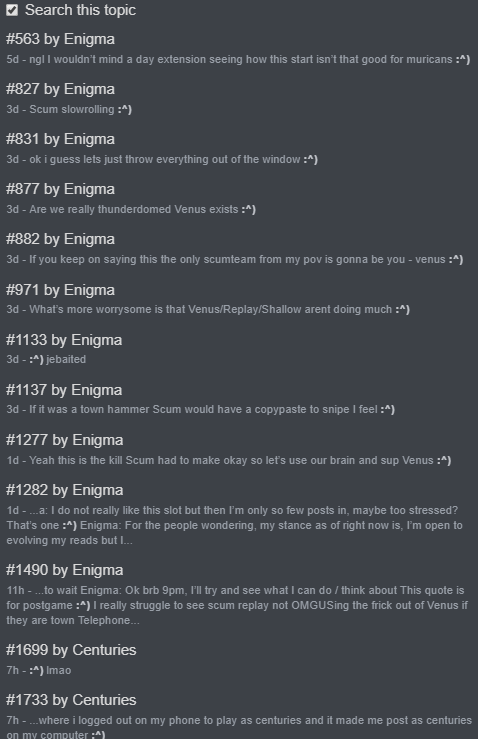 Search this topic
#563 by Enigma
5d - ngl I wouldn't mind a day extension seeing how this start isn't that good for muricans :^)
#827 by Enigma
3d - Scum slowrolling :^)
#831 by Enigma
3d - ok i guess lets just throw everything out of the window :^)
#877 by Enigma
3d - Are we really thunderdomed Venus exists :^)
#882 by Enigma
3d - If you keep on saying this the only scumteam from my pov is gonna be you - venus :^)
#971 by Enigma
3d - What's more worrysome is that Venus/Replay/Shallow arent doing much :^)
#1133 by Enigma
3d - :^) jebaited
#1137 by Enigma
3d - If it was a town hammer Scum would have a copypaste to snipe I feel :^)
#1277 by Enigma
1d - Yeah this is the kill Scum had to make okay so let's use our brain and sup Venus :^)
#1282 by Enigma
1d - ...a: I do not really like this slot but then I'm only so few posts in, maybe too stressed?
That's one :^) Enigma: For the people wondering, my stance as of right now is, I'm open to
evolving my reads but I...
#1490 by Enigma
11h - ...to wait Enigma: Ok brb 9pm, I'll try and see what I can do / think about This quote is
for postgame :^) I really struggle to see scum replay not OMGUSing the frick out of Venus if
they are town Telephone...
#1699 by Centuries
7h - :^) lmao
#1733 by Centuries
7h - ...where i logged out on my phone to play as centuries and it made me post as centuries
on my computer :^)